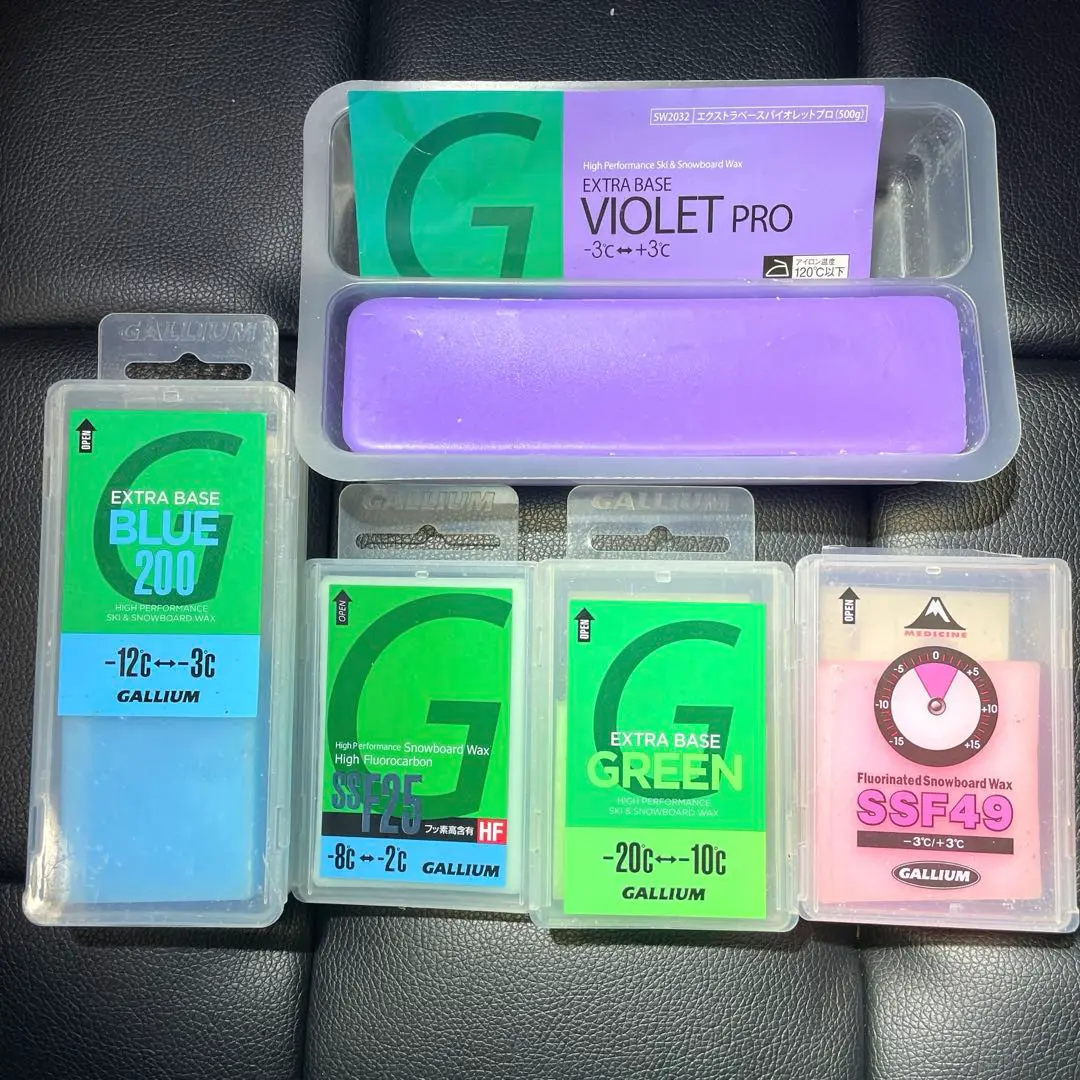 SW2032 エクストラベースバイオレットプロ(500g)
High Performance Ski & Snowboard Wax
EXTRA BASE
VIOLET PRO
-3℃↔+3℃
アイロン温度
120℃以下
G
GALLIUM
OPEN
G
EXTRA BASE
BLUE
200
HIGH PERFORMANCE
SKI & SNOWBOARD WAX
-12℃↔-3℃
GALLIUM
GALLIUM
OPEN
G
High Performance Snowboard Wax
High Fluorocarbon
SSF25
フッ素高含有 HF
-8℃↔-2℃ GALLIUM
GALLIUM
OPEN
G
EXTRA BASE
GREEN
HIGH PERFORMANCE
SKI & SNOWBOARD WAX
-20℃↔-10℃
GALLIUM
OPEN
MEDICINE
0
-5 +5
-10 +10
-15 +15
Fluorinated Snowboard Wax
SSF49
-3℃/+3℃
GALLIUM